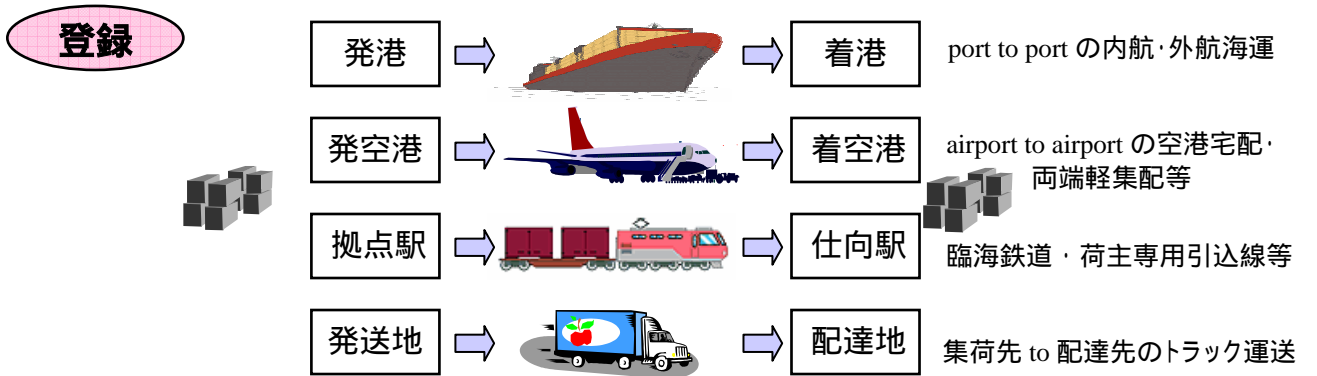 登録
発港
着港
port to port の内航･外航海運
発空港
着空港
airport to airport の空港宅配･
両端軽集配等
拠点駅
仕向駅
臨海鉄道・荷主専用引込線等
発送地
配達地
集荷先 to 配達先のトラック運送